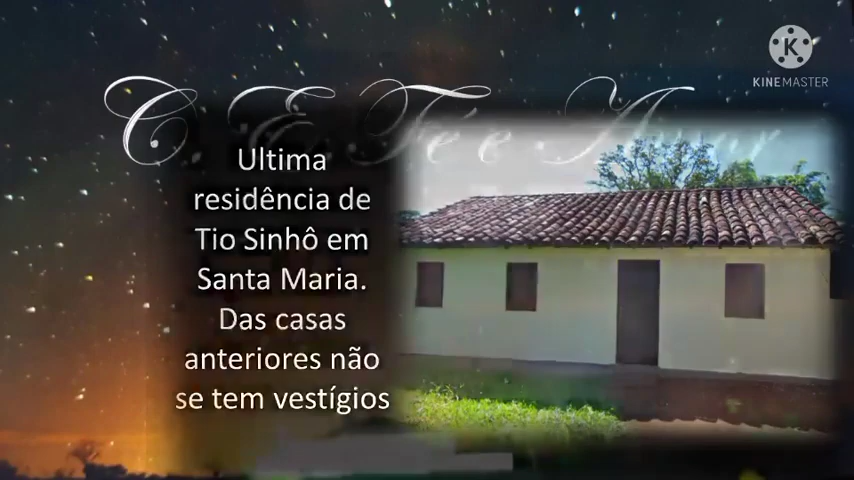 KINEMASTER
C. E. Fé e Amor
Ultima
residência de
Tio Sinhô em
Santa Maria.
Das casas
anteriores não
se tem vestígios